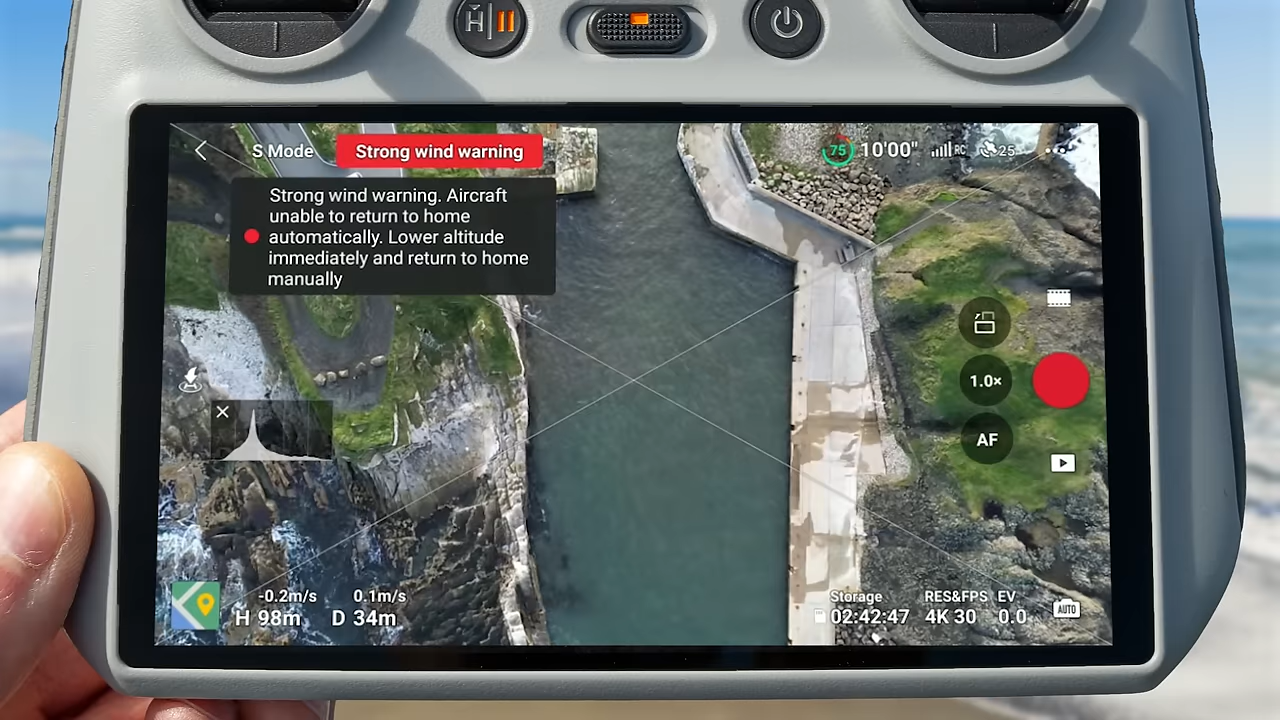 H
S Mode
Strong wind warning
75
10'00"
RC
25
Strong wind warning. Aircraft
unable to return to home
automatically. Lower altitude
immediately and return to home
manually
1.0×
AF
-0.2m/s
0.1m/s
H 98m
D 34m
Storage
02:42:47
RES&FPS
4K 30
EV
0.0
AUTO